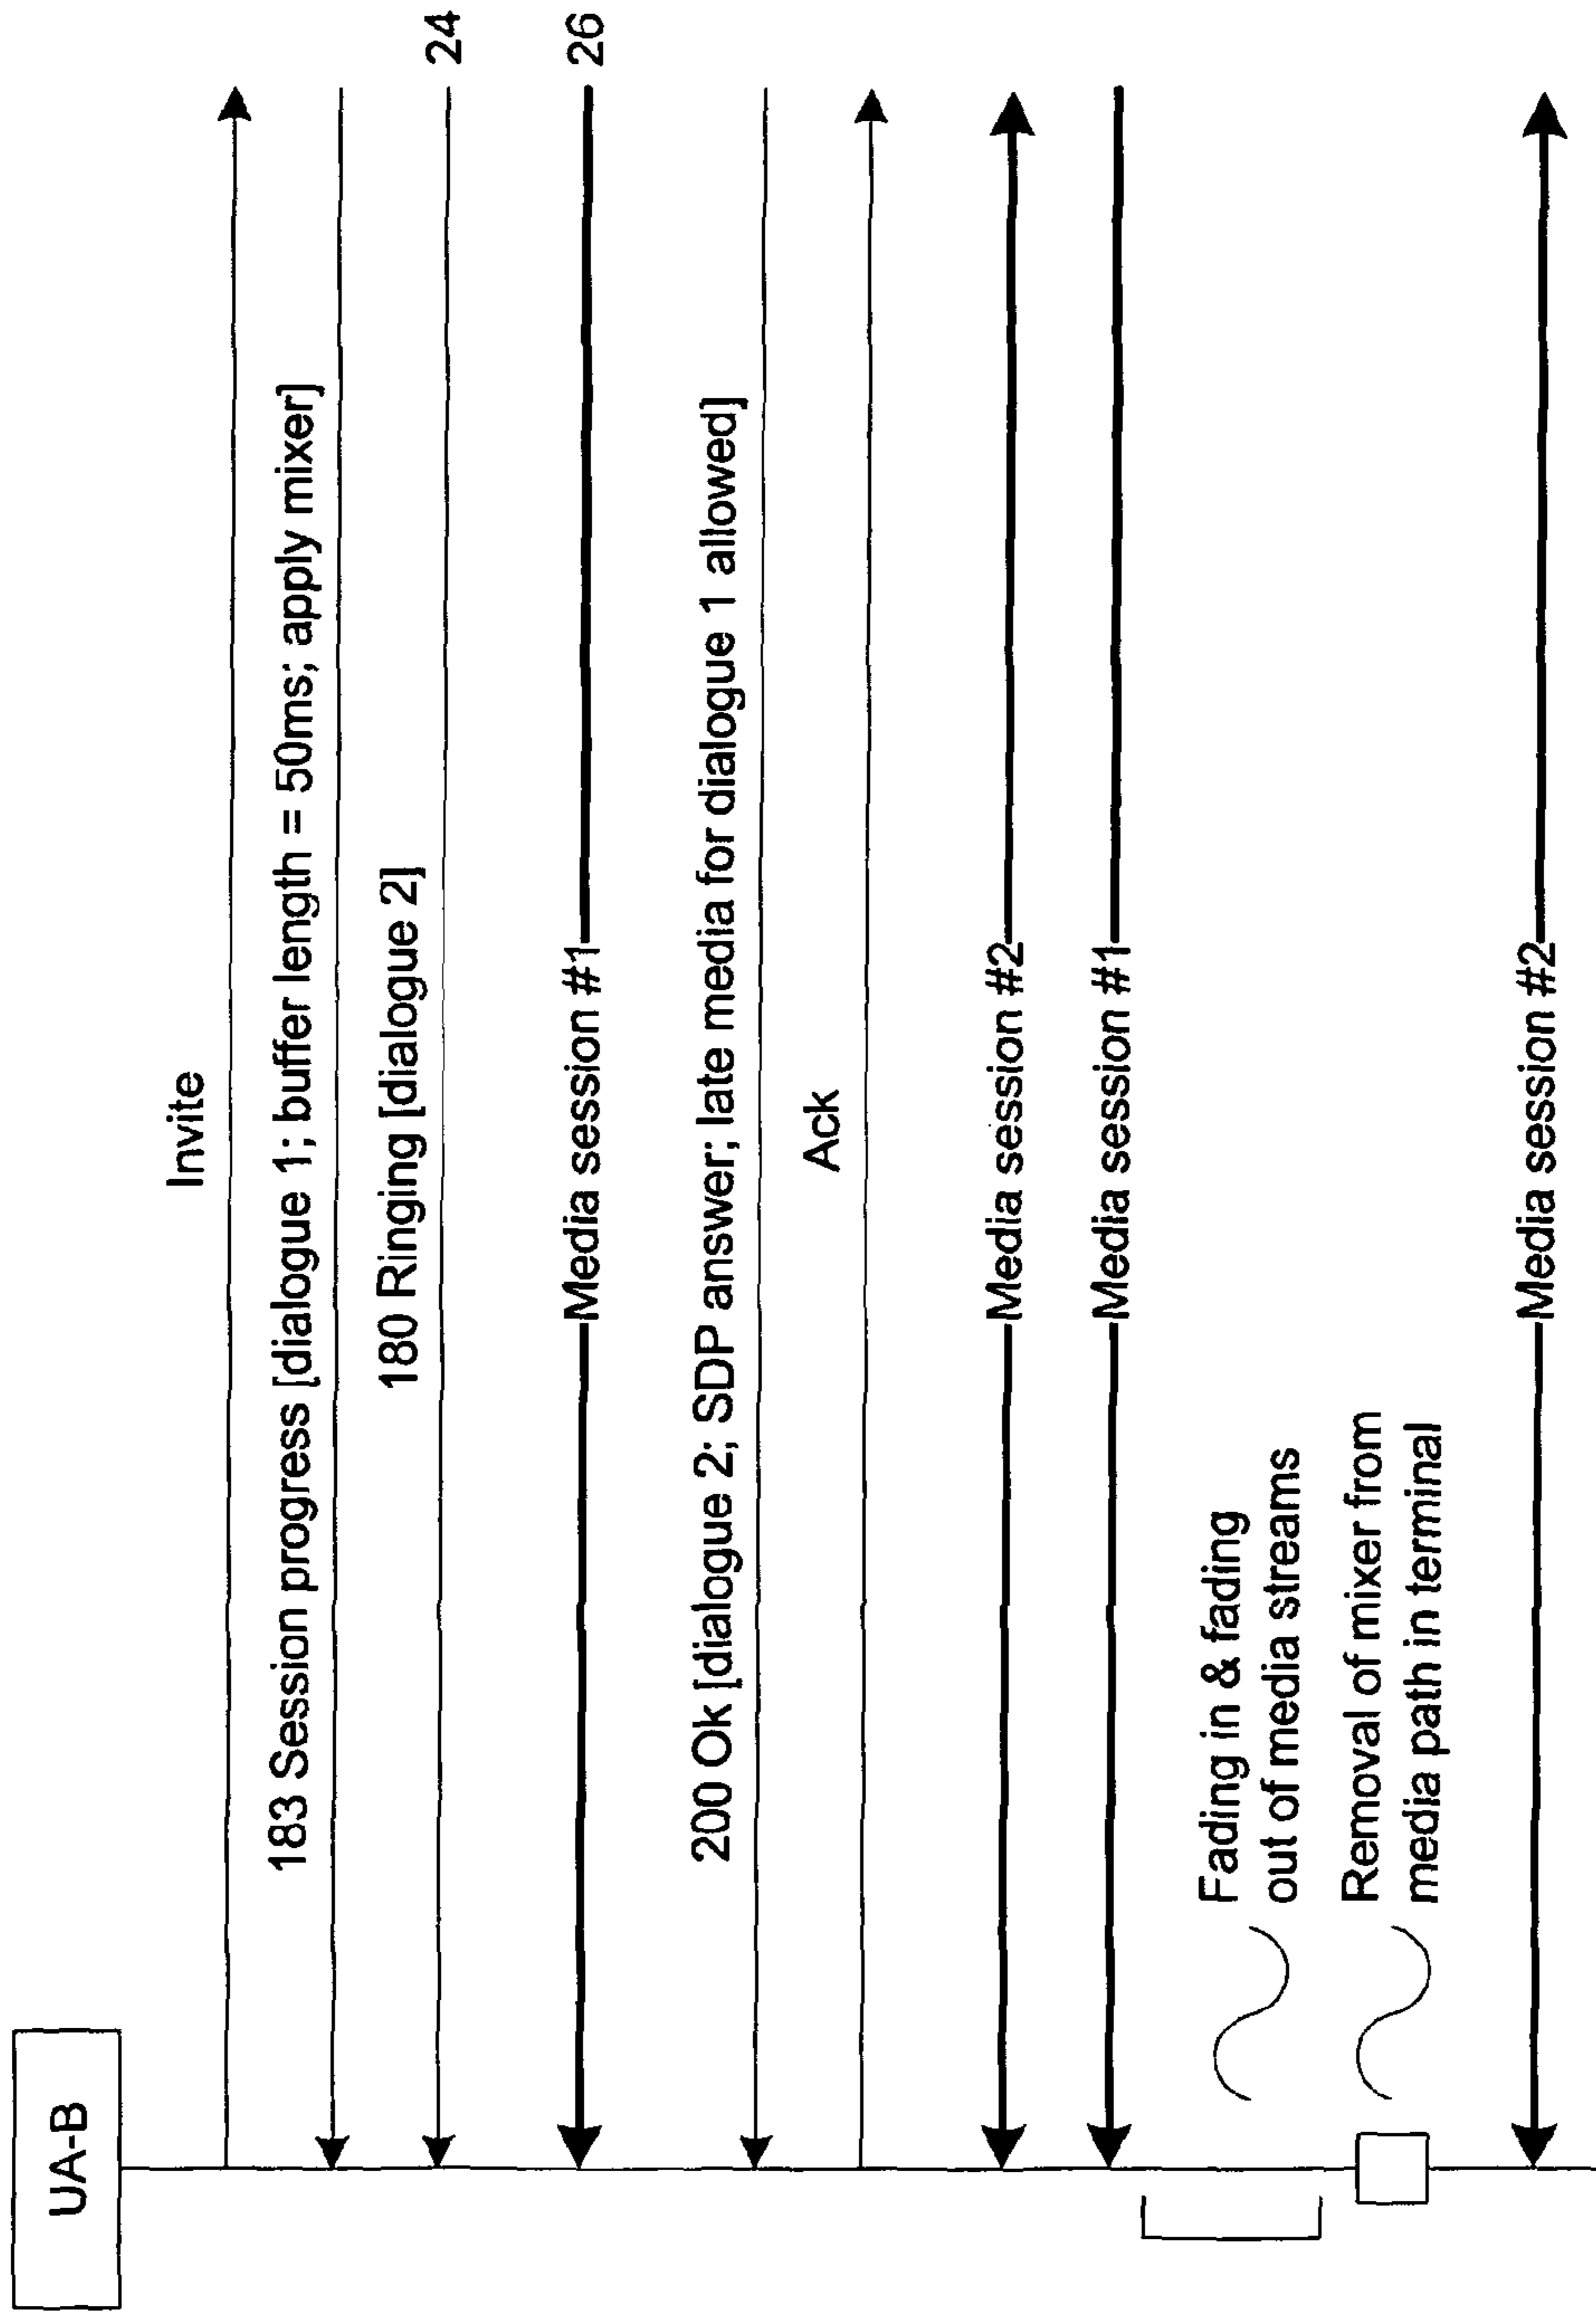 UA-B
Invite
183 Session progress [dialogue 1; buffer length = 50ms; apply mixer]
180 Ringing [dialogue 2]
24
Media session #1
26
200 Ok [dialogue 2; SDP answer; late media for dialogue 1 allowed]
Ack
Media session #2
Media session #1
Fading in & fading
out of media streams
Removal of mixer from
media path in terminal
Media session #2